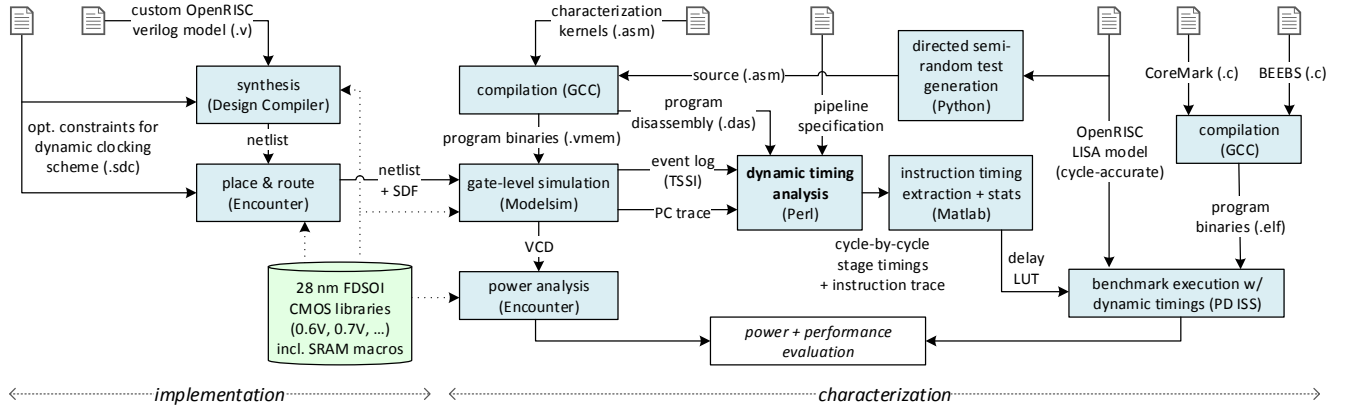 custom OpenRISC
verilog model (.v)
synthesis
(Design Compiler)
opt. constraints for
dynamic clocking
scheme (.sdc)
netlist
place & route
(Encounter)
netlist
+ SDF
28 nm FDSOI
CMOS libraries
(0.6V, 0.7V, ...)
incl. SRAM macros
implementation
characterization
kernels (.asm)
compilation (GCC)
source (.asm)
directed semi-
random test
generation
(Python)
program
disassembly (.das)
pipeline
specification
program binaries (.vmem)
gate-level simulation
(Modelsim)
event log
(TSSI)
PC trace
dynamic timing
analysis
(Perl)
instruction timing
extraction + stats
(Matlab)
cycle-by-cycle
stage timings
+ instruction trace
delay
LUT
VCD
power analysis
(Encounter)
OpenRISC
LISA model
(cycle-accurate)
CoreMark (.c)
BEEBS (.c)
compilation
(GCC)
program
binaries (.elf)
benchmark execution w/
dynamic timings (PD ISS)
power + performance
evaluation
characterization